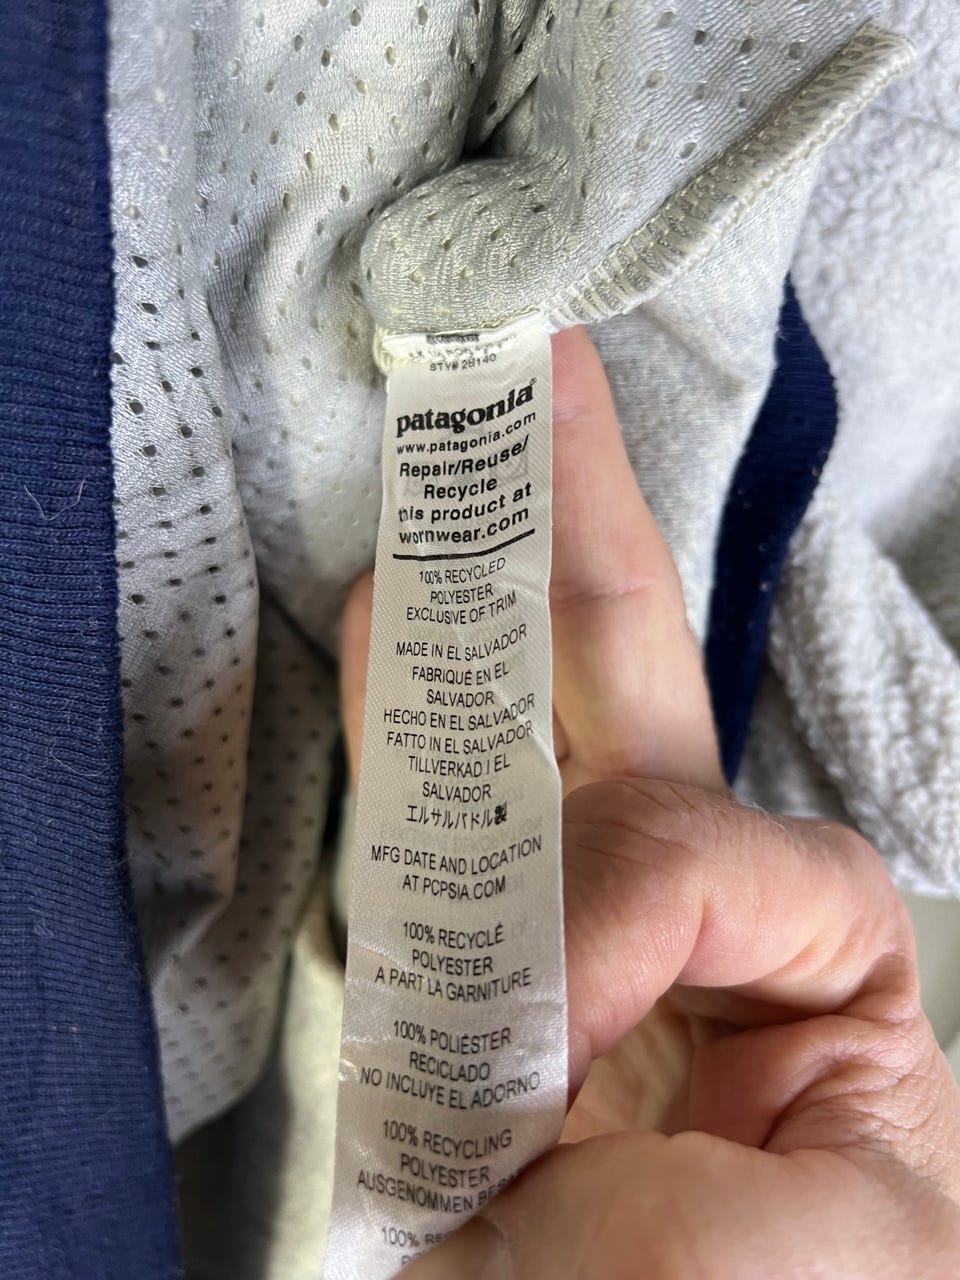 STY# 28140
patagonia®
www.patagonia.com
Repair/Reuse/
Recycle
this product at
wornwear.com
100% RECYCLED
POLYESTER
EXCLUSIVE OF TRIM
MADE IN EL SALVADOR
FABRIQUÉ EN EL
SALVADOR
HECHO EN EL SALVADOR
FATTO IN EL SALVADOR
TILLVERKAD I EL
SALVADOR
エルサルバドル製
MFG DATE AND LOCATION
AT PCPSIA.COM
100% RECYCLÉ
POLYESTER
A PART LA GARNITURE
100% POLIÉSTER
RECICLADO
NO INCLUYE EL ADORNO
100% RECYCLING
POLYESTER
AUSGENOMMEN
100%